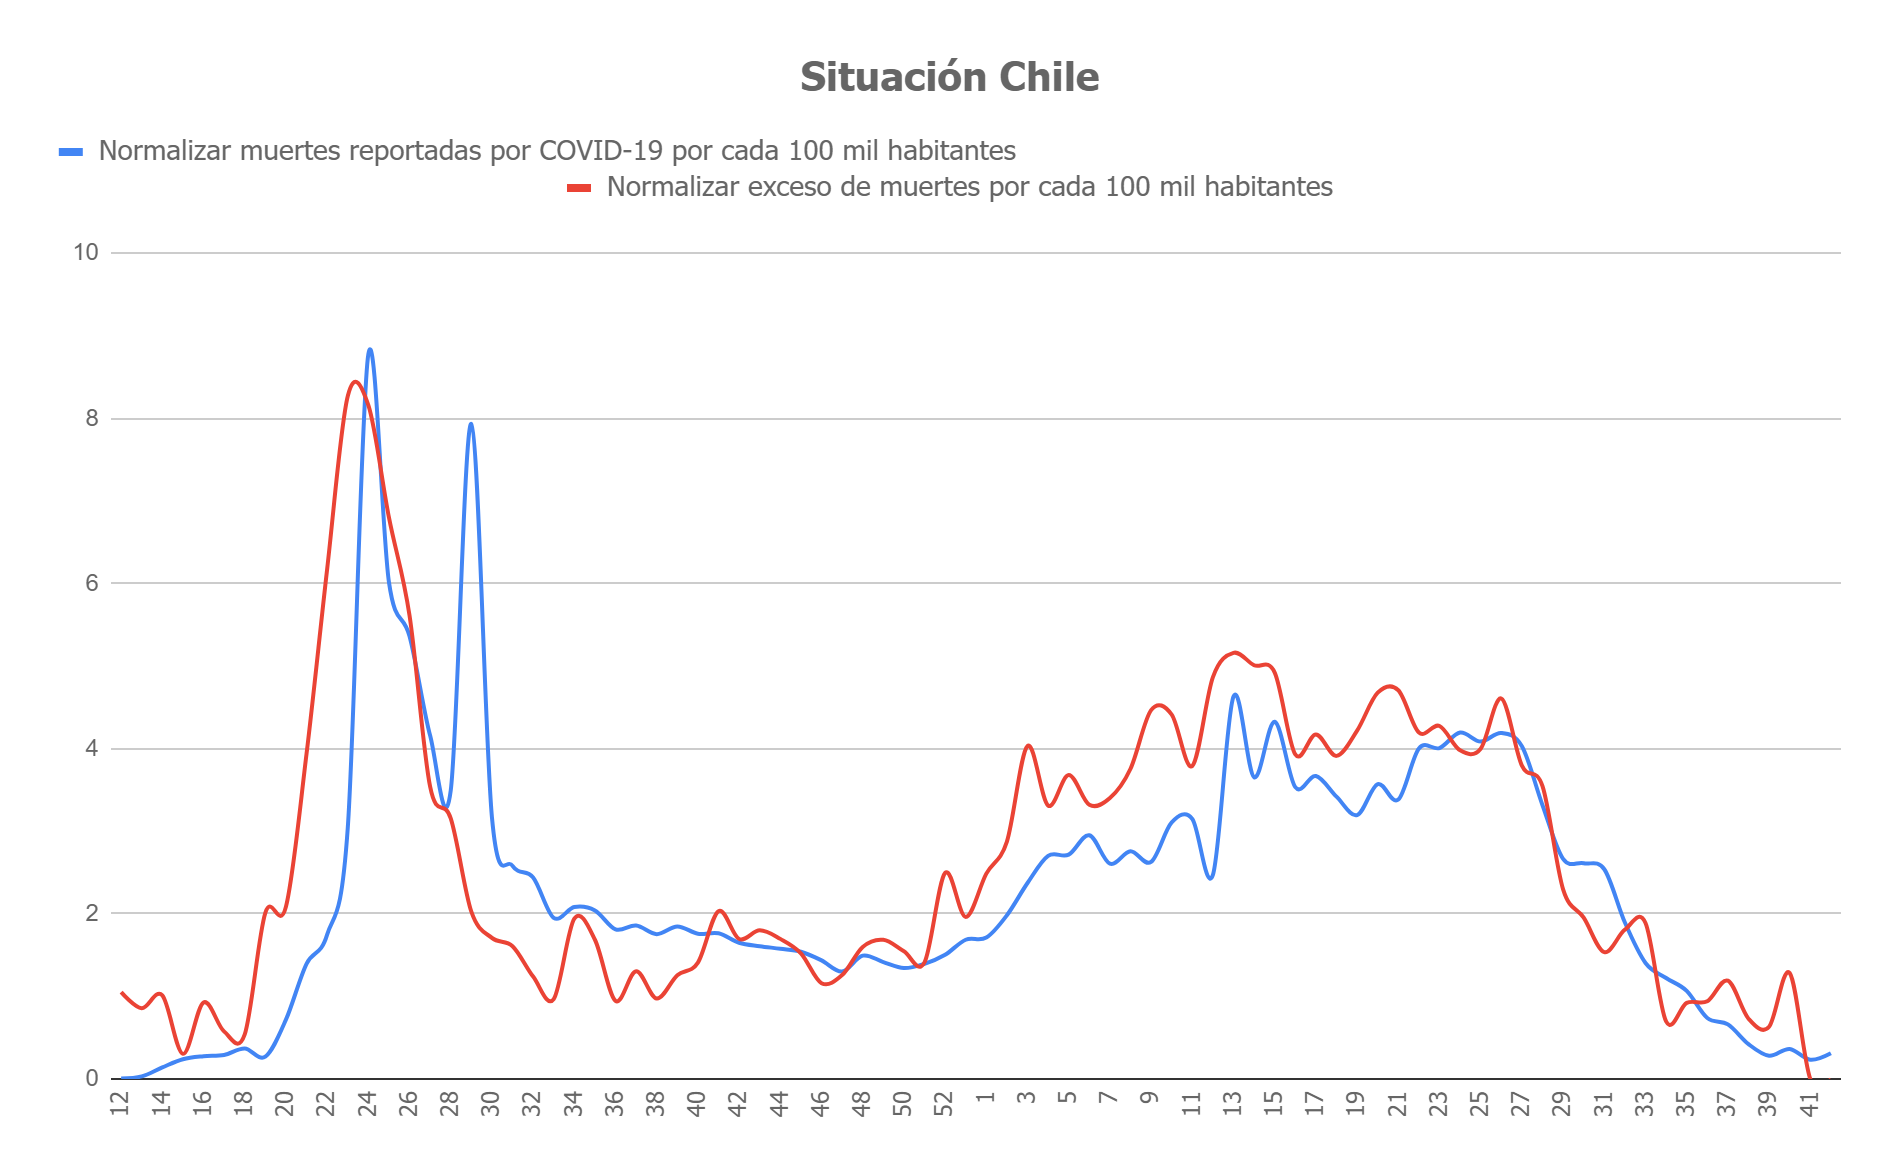 Situación Chile
Normalizar muertes reportadas por COVID-19 por cada 100 mil habitantes
Normalizar exceso de muertes por cada 100 mil habitantes
10
8
6
4
2
0
12 14 16 18 20 22 24 26 28 30 32 34 36 38 40 42 44 46 48 50 52 1 3 5 7 9 11 13 15 17 19 21 23 25 27 29 31 33 35 37 39 41